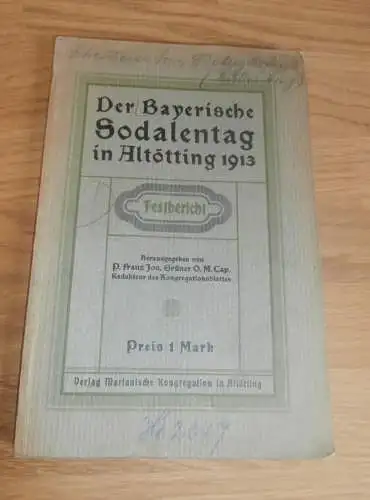 Der Bayerische
Sodalentag
in Altötting 1913
Festbericht
Herausgegeben von
P. Franz Jos. Grüner O. M. Cap.
Redakteur des Kongregationsblattes
Preis 1 Mark
Verlag Marianische Kongregation in Altötting